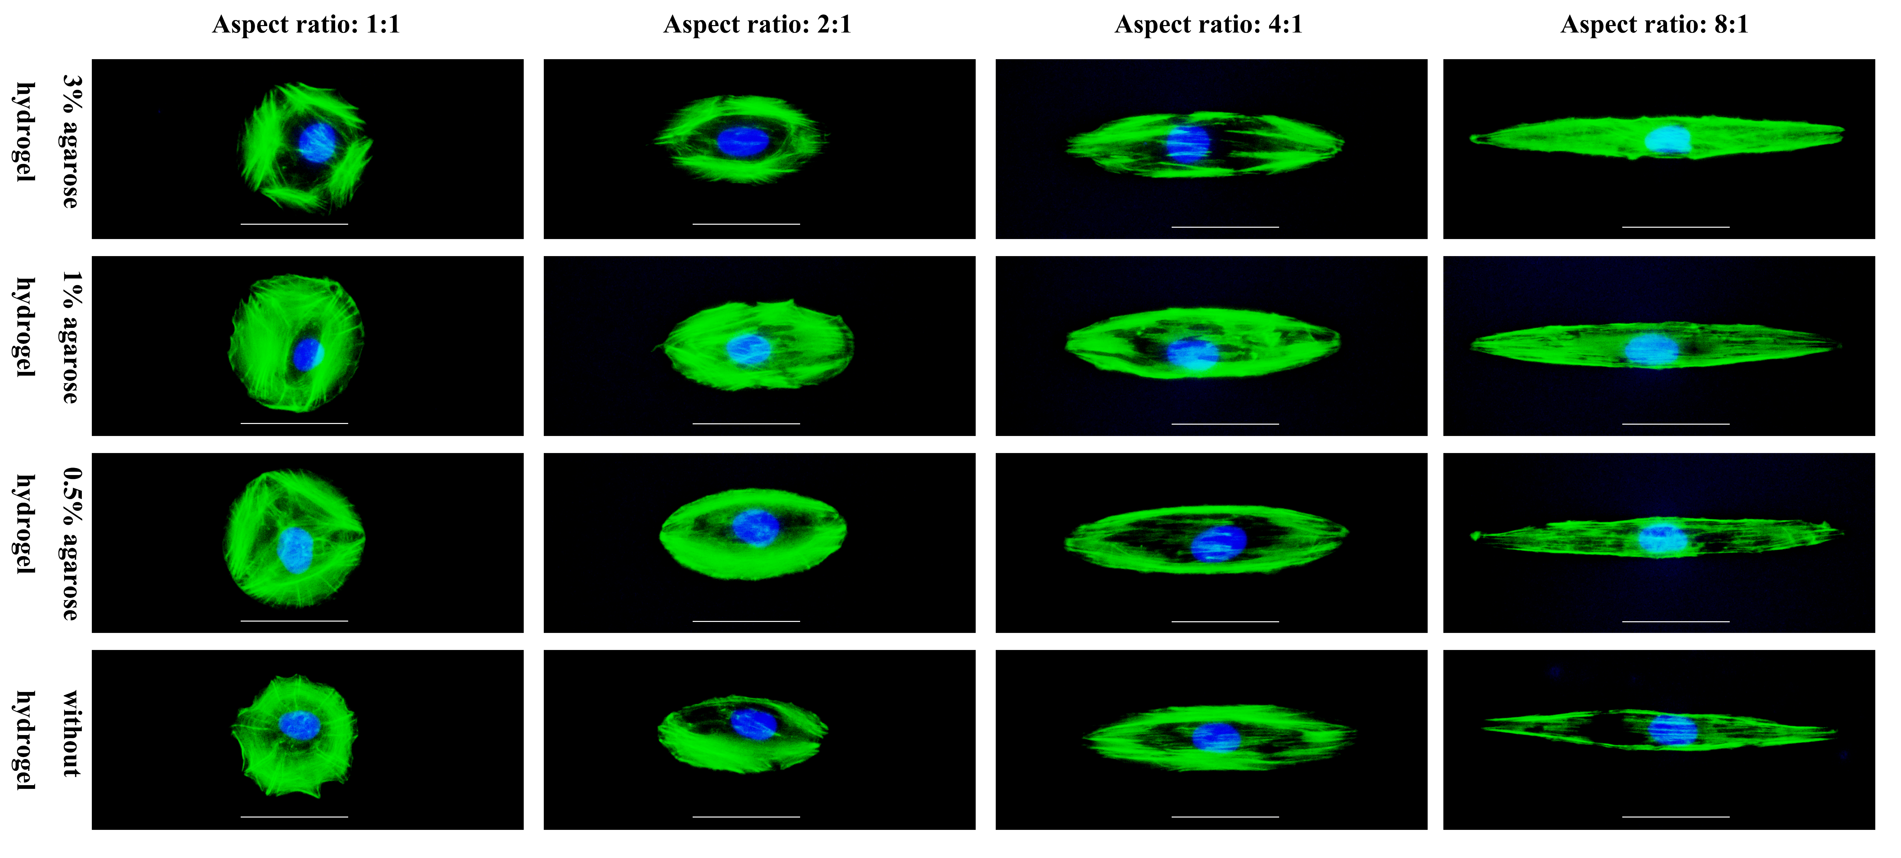 Aspect ratio: 1:1
Aspect ratio: 2:1
Aspect ratio: 4:1
Aspect ratio: 8:1
3% agarose
hydrogel
1% agarose
hydrogel
0.5% agarose
hydrogel
without
hydrogel